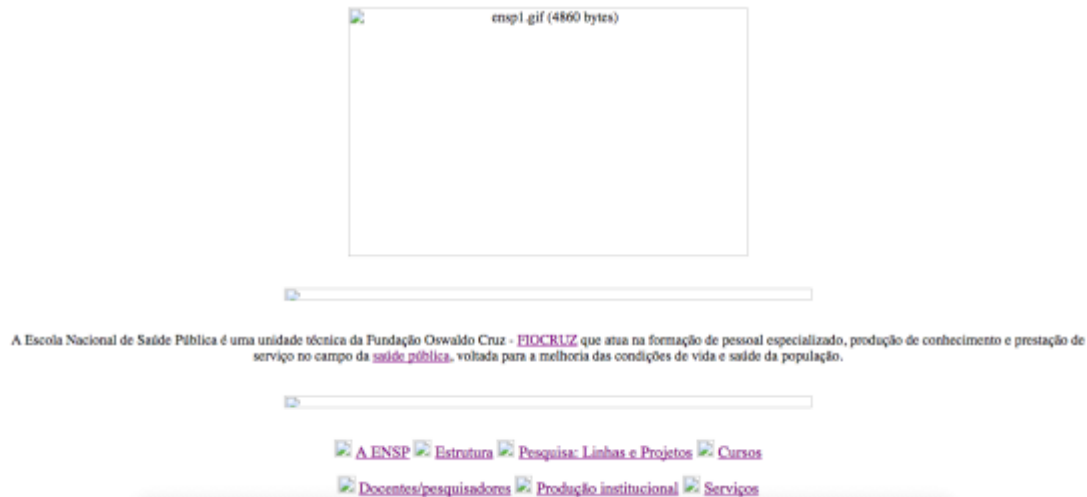 ensp1.gif (4860 bytes)
A Escola Nacional de Saúde Pública é uma unidade técnica da Fundação Oswaldo Cruz - FIOCRUZ que atua na formação de pessoal especializado, produção de conhecimento e prestação de
serviço no campo da saúde pública, voltada para a melhoria das condições de vida e saúde da população.
A ENSP Estrutura Pesquisa: Linhas e Projetos Cursos
Docentes/pesquisadores Produção institucional Serviços